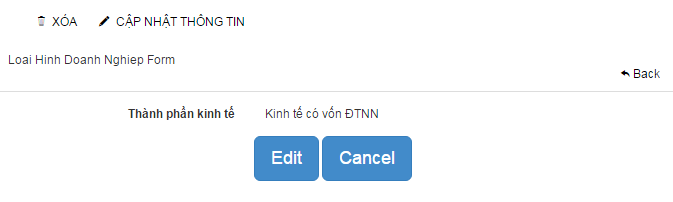 XÓA CẬP NHẬT THÔNG TIN
Loai Hinh Doanh Nghiep Form
Back
Thành phần kinh tế Kinh tế có vốn ĐTNN
Edit Cancel